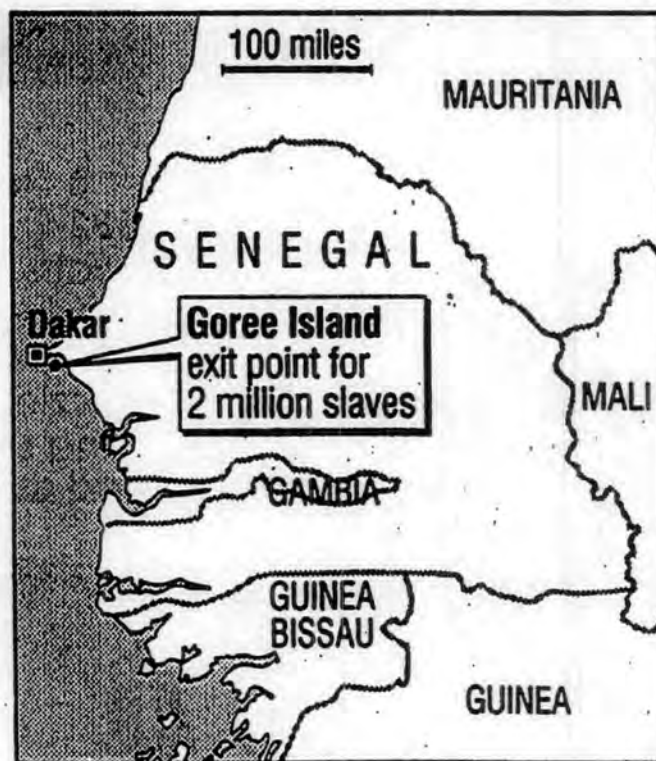 100 miles
MAURITANIA
SENEGAL
Dakar
Goree Island
exit point for
2 million slaves
MALI
GAMBIA
GUINEA
BISSAU
GUINEA